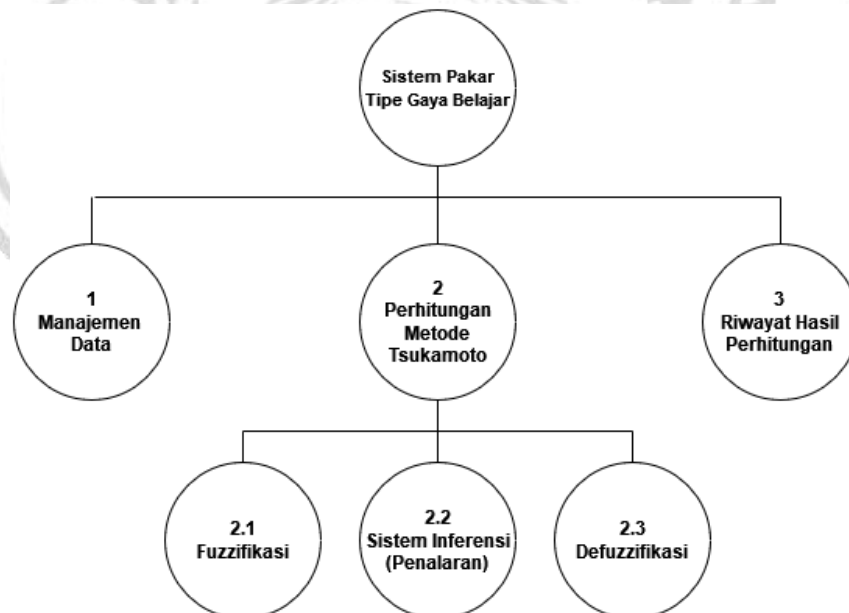 Sistem Pakar
Tipe Gaya Belajar
1
Manajemen
Data
2
Perhitungan
Metode
Tsukamoto
3
Riwayat Hasil
Perhitungan
2.1
Fuzzifikasi
2.2
Sistem Inferensi
(Penalaran)
2.3
Defuzzifikasi